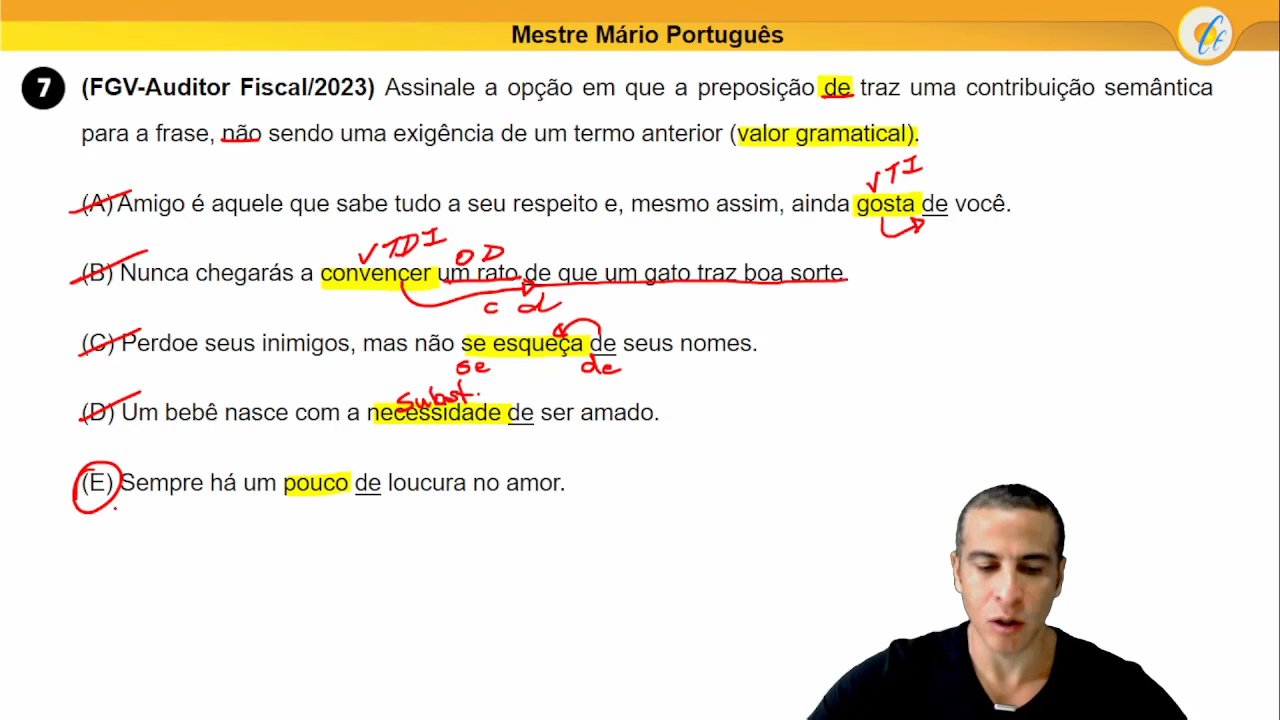 Mestre Mário Português
7 (FGV-Auditor Fiscal/2023) Assinale a opção em que a preposição de traz uma contribuição semântica
para a frase, não sendo uma exigência de um termo anterior (valor gramatical).
VTI
(A) Amigo é aquele que sabe tudo a seu respeito e, mesmo assim, ainda gosta de você.
VTDI OD
(B) Nunca chegarás a convencer um rato de que um gato traz boa sorte.
(C) Perdoe seus inimigos, mas não se esqueça de seus nomes.
se de
Subst.
(D) Um bebê nasce com a necessidade de ser amado.
(E) Sempre há um pouco de loucura no amor.